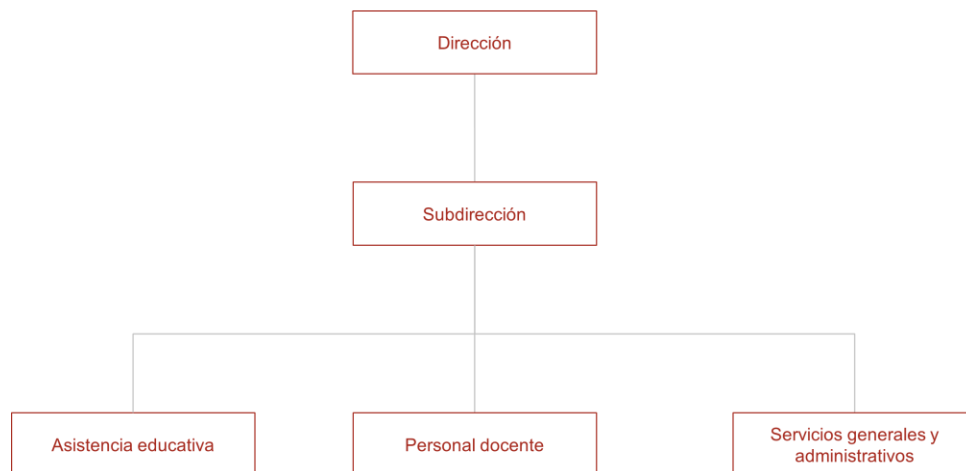 Dirección
Subdirección
Asistencia educativa
Personal docente
Servicios generales y
administrativos